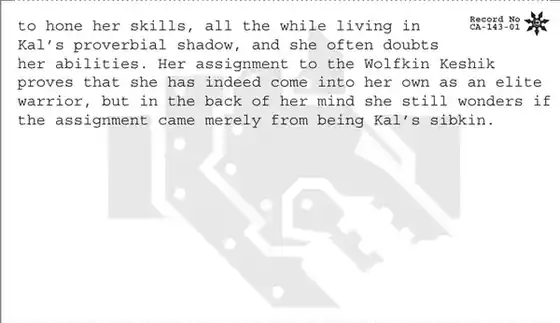 to hone her skills, all the while living in
Kal's proverbial shadow, and she often doubts
her abilities. Her assignment to the Wolfkin Keshik
proves that she has indeed come into her own as an elite
warrior, but in the back of her mind she still wonders if
the assignment came merely from being Kal's sibkin.
Record No
CA-143-01